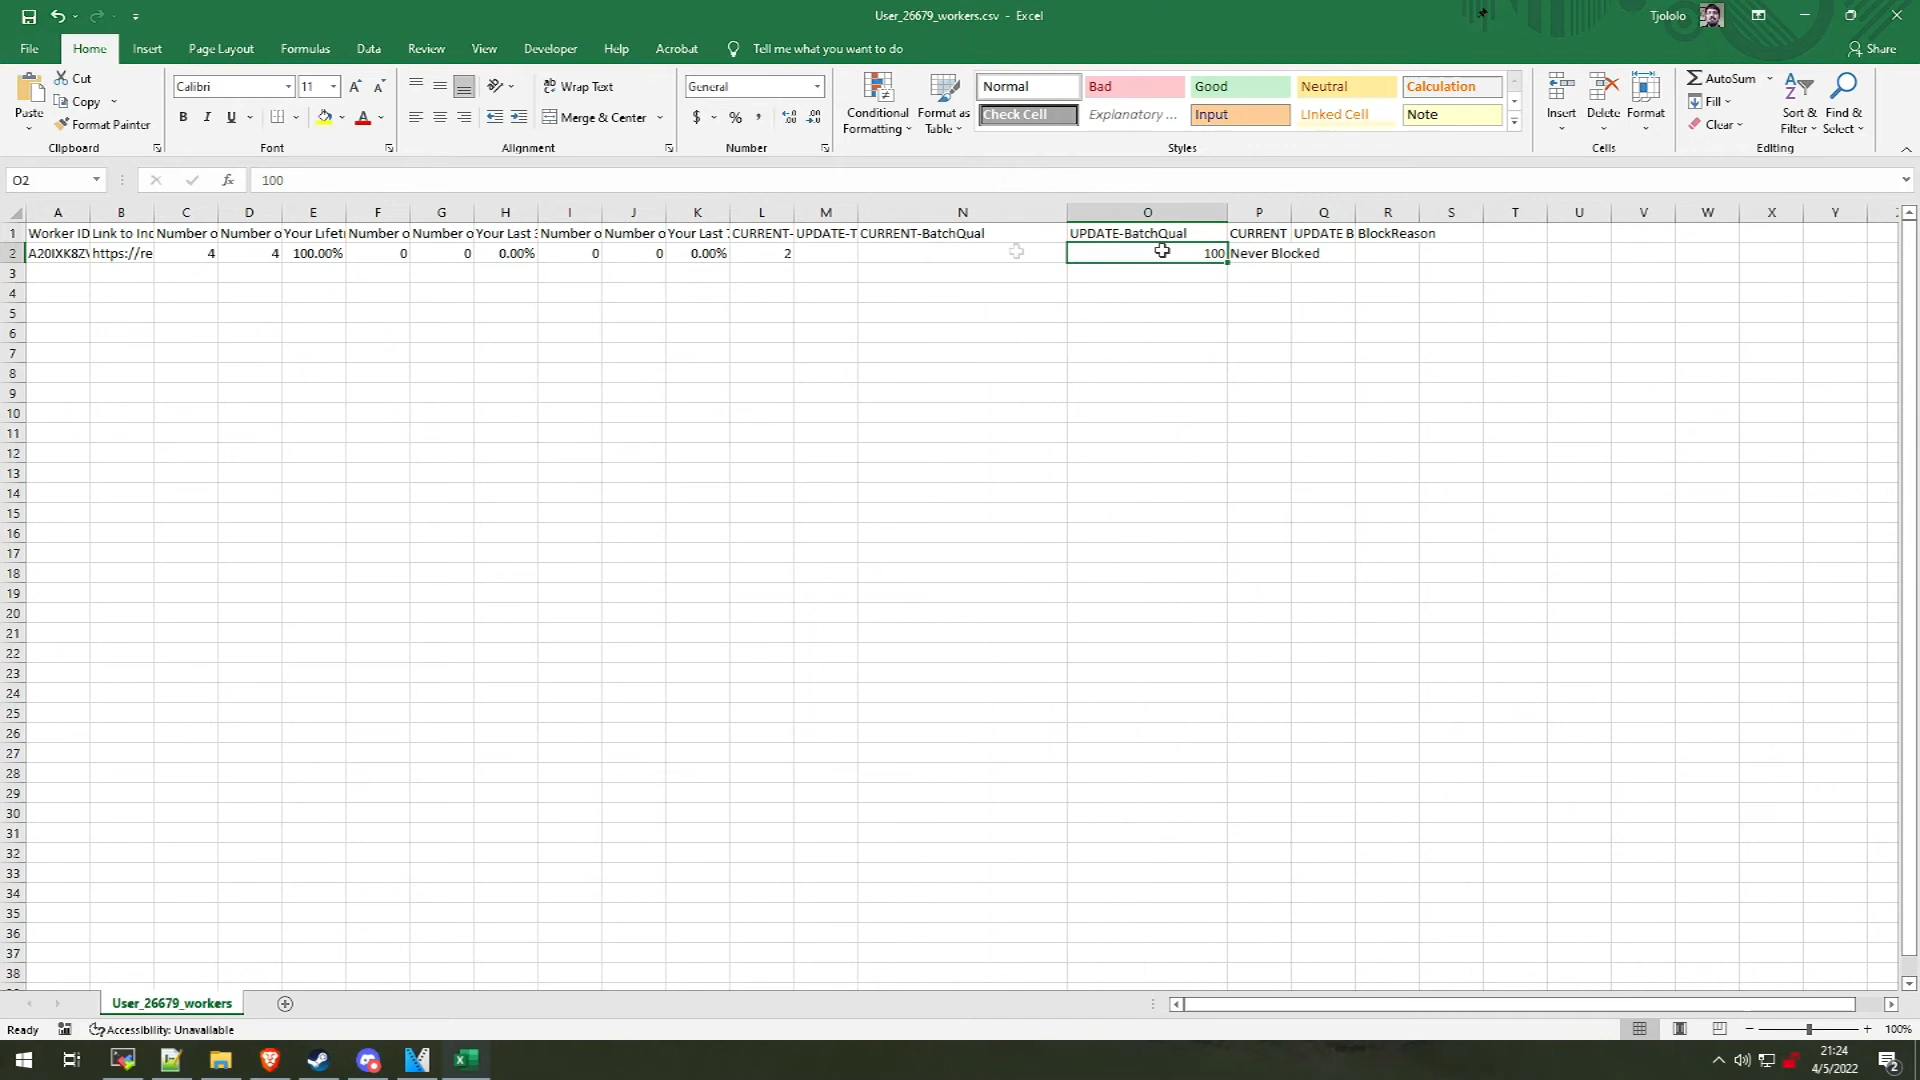 User_26679_workers.csv - Excel
Tjololo
File Home Insert Page Layout Formulas Data Review View Developer Help Acrobat Tell me what you want to do Share
Paste
Cut
Copy
Format Painter
Clipboard
Calibri 11
B I U
Font
Wrap Text
Merge & Center
Alignment
General
$ % ,
Number
Conditional Formatting
Format as Table
Normal Bad Good Neutral Calculation
Check Cell Explanatory ... Input Linked Cell Note
Styles
Insert Delete Format
Cells
AutoSum
Fill
Clear
Sort & Filter
Find & Select
Editing
O2 fx 100
A B C D E F G H I J K L M N O P Q R S T U V W X Y
1 Worker ID Link to Inc Number o Number o Your Lifeti Number o Number o Your Last 3 Number o Number o Your Last 7 CURRENT- UPDATE-T CURRENT-BatchQual UPDATE-BatchQual CURRENT UPDATE B BlockReason
2 A20IXK8ZV https://re 4 4 100.00% 0 0 0.00% 0 0 0.00% 2 100 Never Blocked
3
4
5
6
7
8
9
10
11
12
13
14
15
16
17
18
19
20
21
22
23
24
25
26
27
28
29
30
31
32
33
34
35
36
37
38
User_26679_workers
Ready Accessibility: Unavailable 100%
21:24
4/5/2022
2